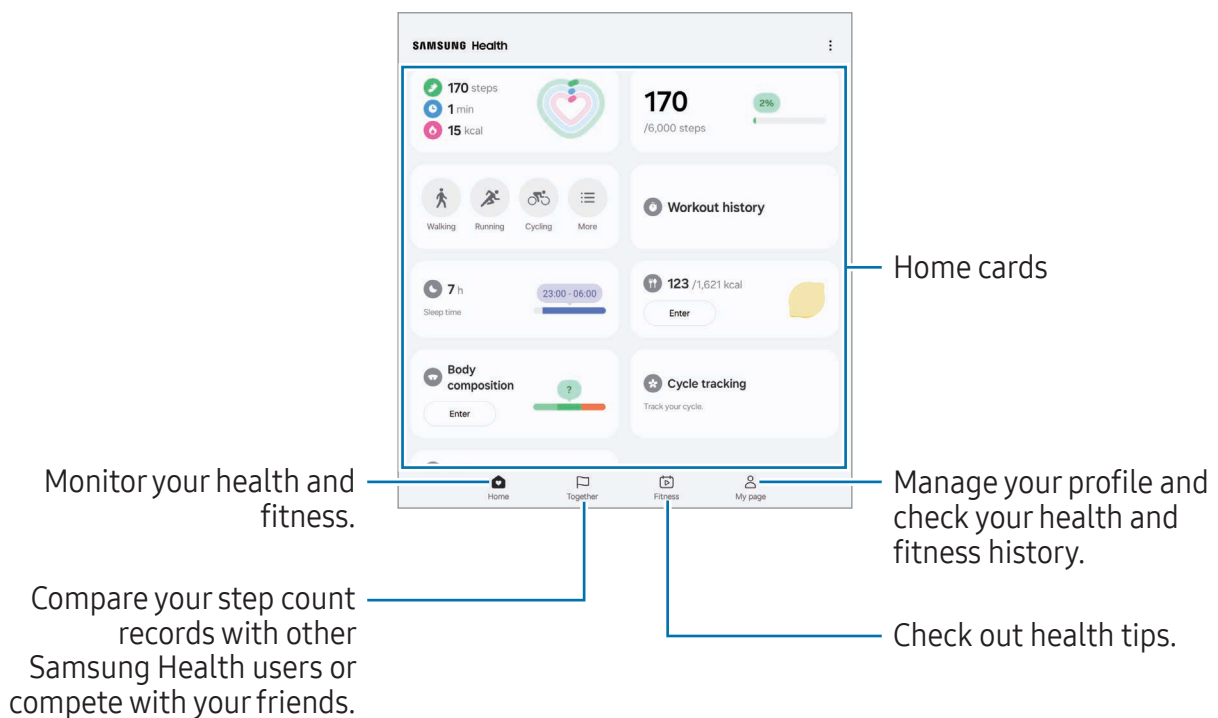 SAMSUNG Health
170 steps
1 min
15 kcal
170
/6,000 steps
2%
Walking
Running
Cycling
More
Workout history
7 h
Sleep time
23:00 - 06:00
123 /1,621 kcal
Enter
Body
composition
Enter
?
Cycle tracking
Track your cycle.
Home
Together
Fitness
My page
Home cards
Monitor your health and
fitness.
Compare your step count
records with other
Samsung Health users or
compete with your friends.
Manage your profile and
check your health and
fitness history.
Check out health tips.